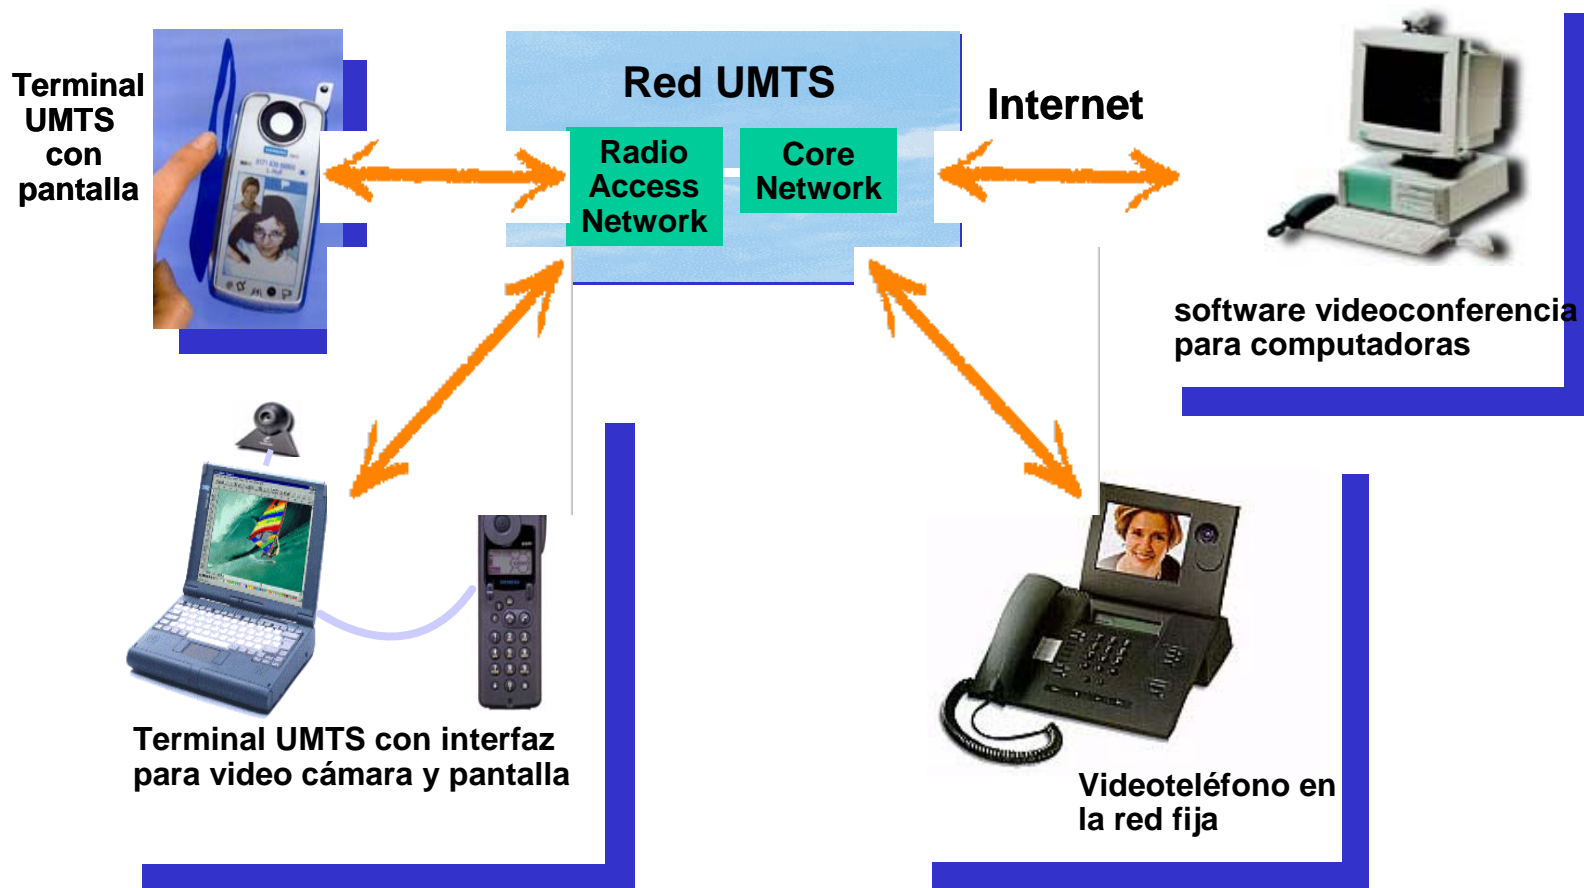 Terminal
UMTS
con
pantalla
Red UMTS
Radio
Access
Network
Core
Network
Internet
software videoconferencia
para computadoras
Terminal UMTS con interfaz
para video cámara y pantalla
Videoteléfono en
la red fija